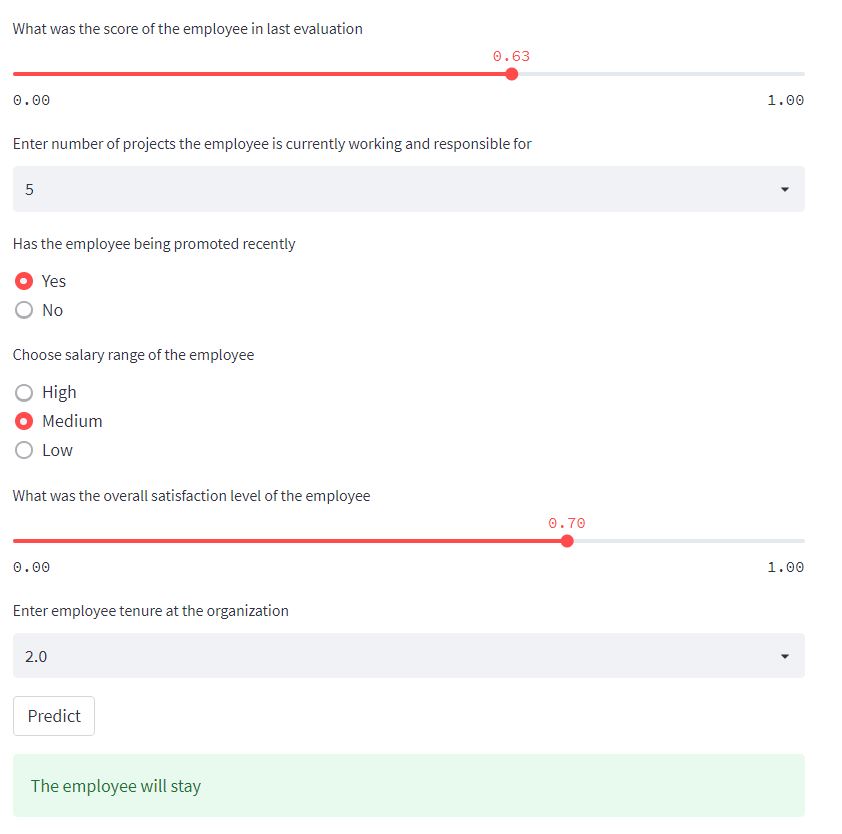 What was the score of the employee in last evaluation
0.63
0.00 1.00
Enter number of projects the employee is currently working and responsible for
5
Has the employee being promoted recently
Yes
No
Choose salary range of the employee
High
Medium
Low
What was the overall satisfaction level of the employee
0.70
0.00 1.00
Enter employee tenure at the organization
2.0
Predict
The employee will stay